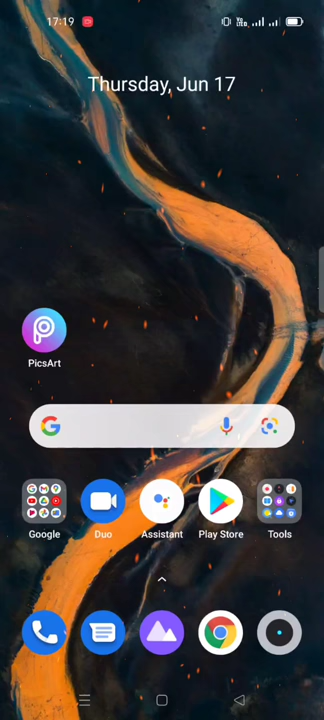 17:19
Thursday, Jun 17
PicsArt
Google
Duo
Assistant
Play Store
Tools